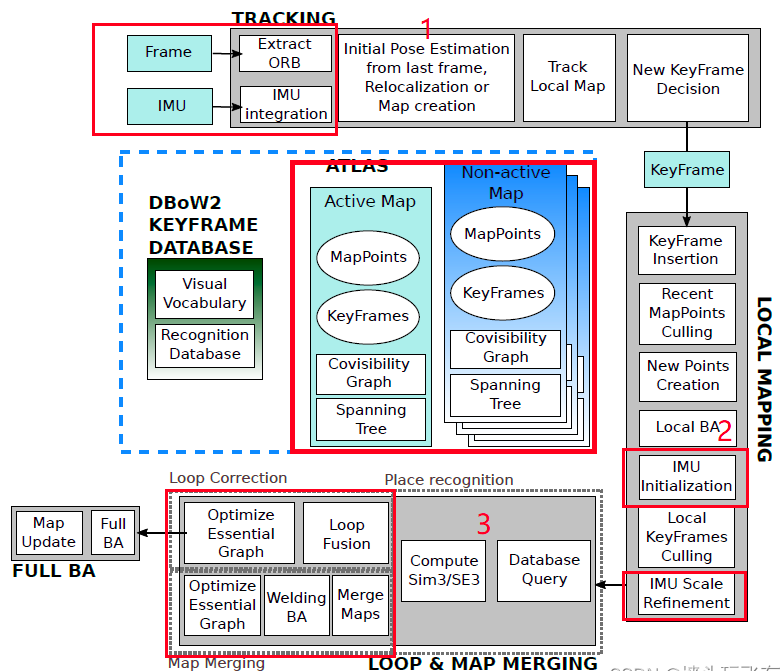 TRACKING
1
Frame
Extract
ORB
IMU
IMU
integration
Initial Pose Estimation
from last frame,
Relocalization or
Map creation
Track
Local Map
New KeyFrame
Decision
KeyFrame
ATLAS
DBoW2
KEYFRAME
DATABASE
Visual
Vocabulary
Recognition
Database
Active Map
MapPoints
KeyFrames
Covisibility
Graph
Spanning
Tree
Non-active
Map
MapPoints
KeyFrames
Covisibility
Graph
Spanning
Tree
LOCAL MAPPING
KeyFrame
Insertion
Recent
MapPoints
Culling
New Points
Creation
Local BA
2
IMU
Initialization
Local
KeyFrames
Culling
IMU Scale
Refinement
Loop Correction
Place recognition
3
Optimize
Essential
Graph
Loop
Fusion
Compute
Sim3/SE3
Database
Query
Map
Update
Full
BA
FULL BA
Optimize
Essential
Graph
Welding
BA
Merge
Maps
Map Merging
LOOP & MAP MERGING